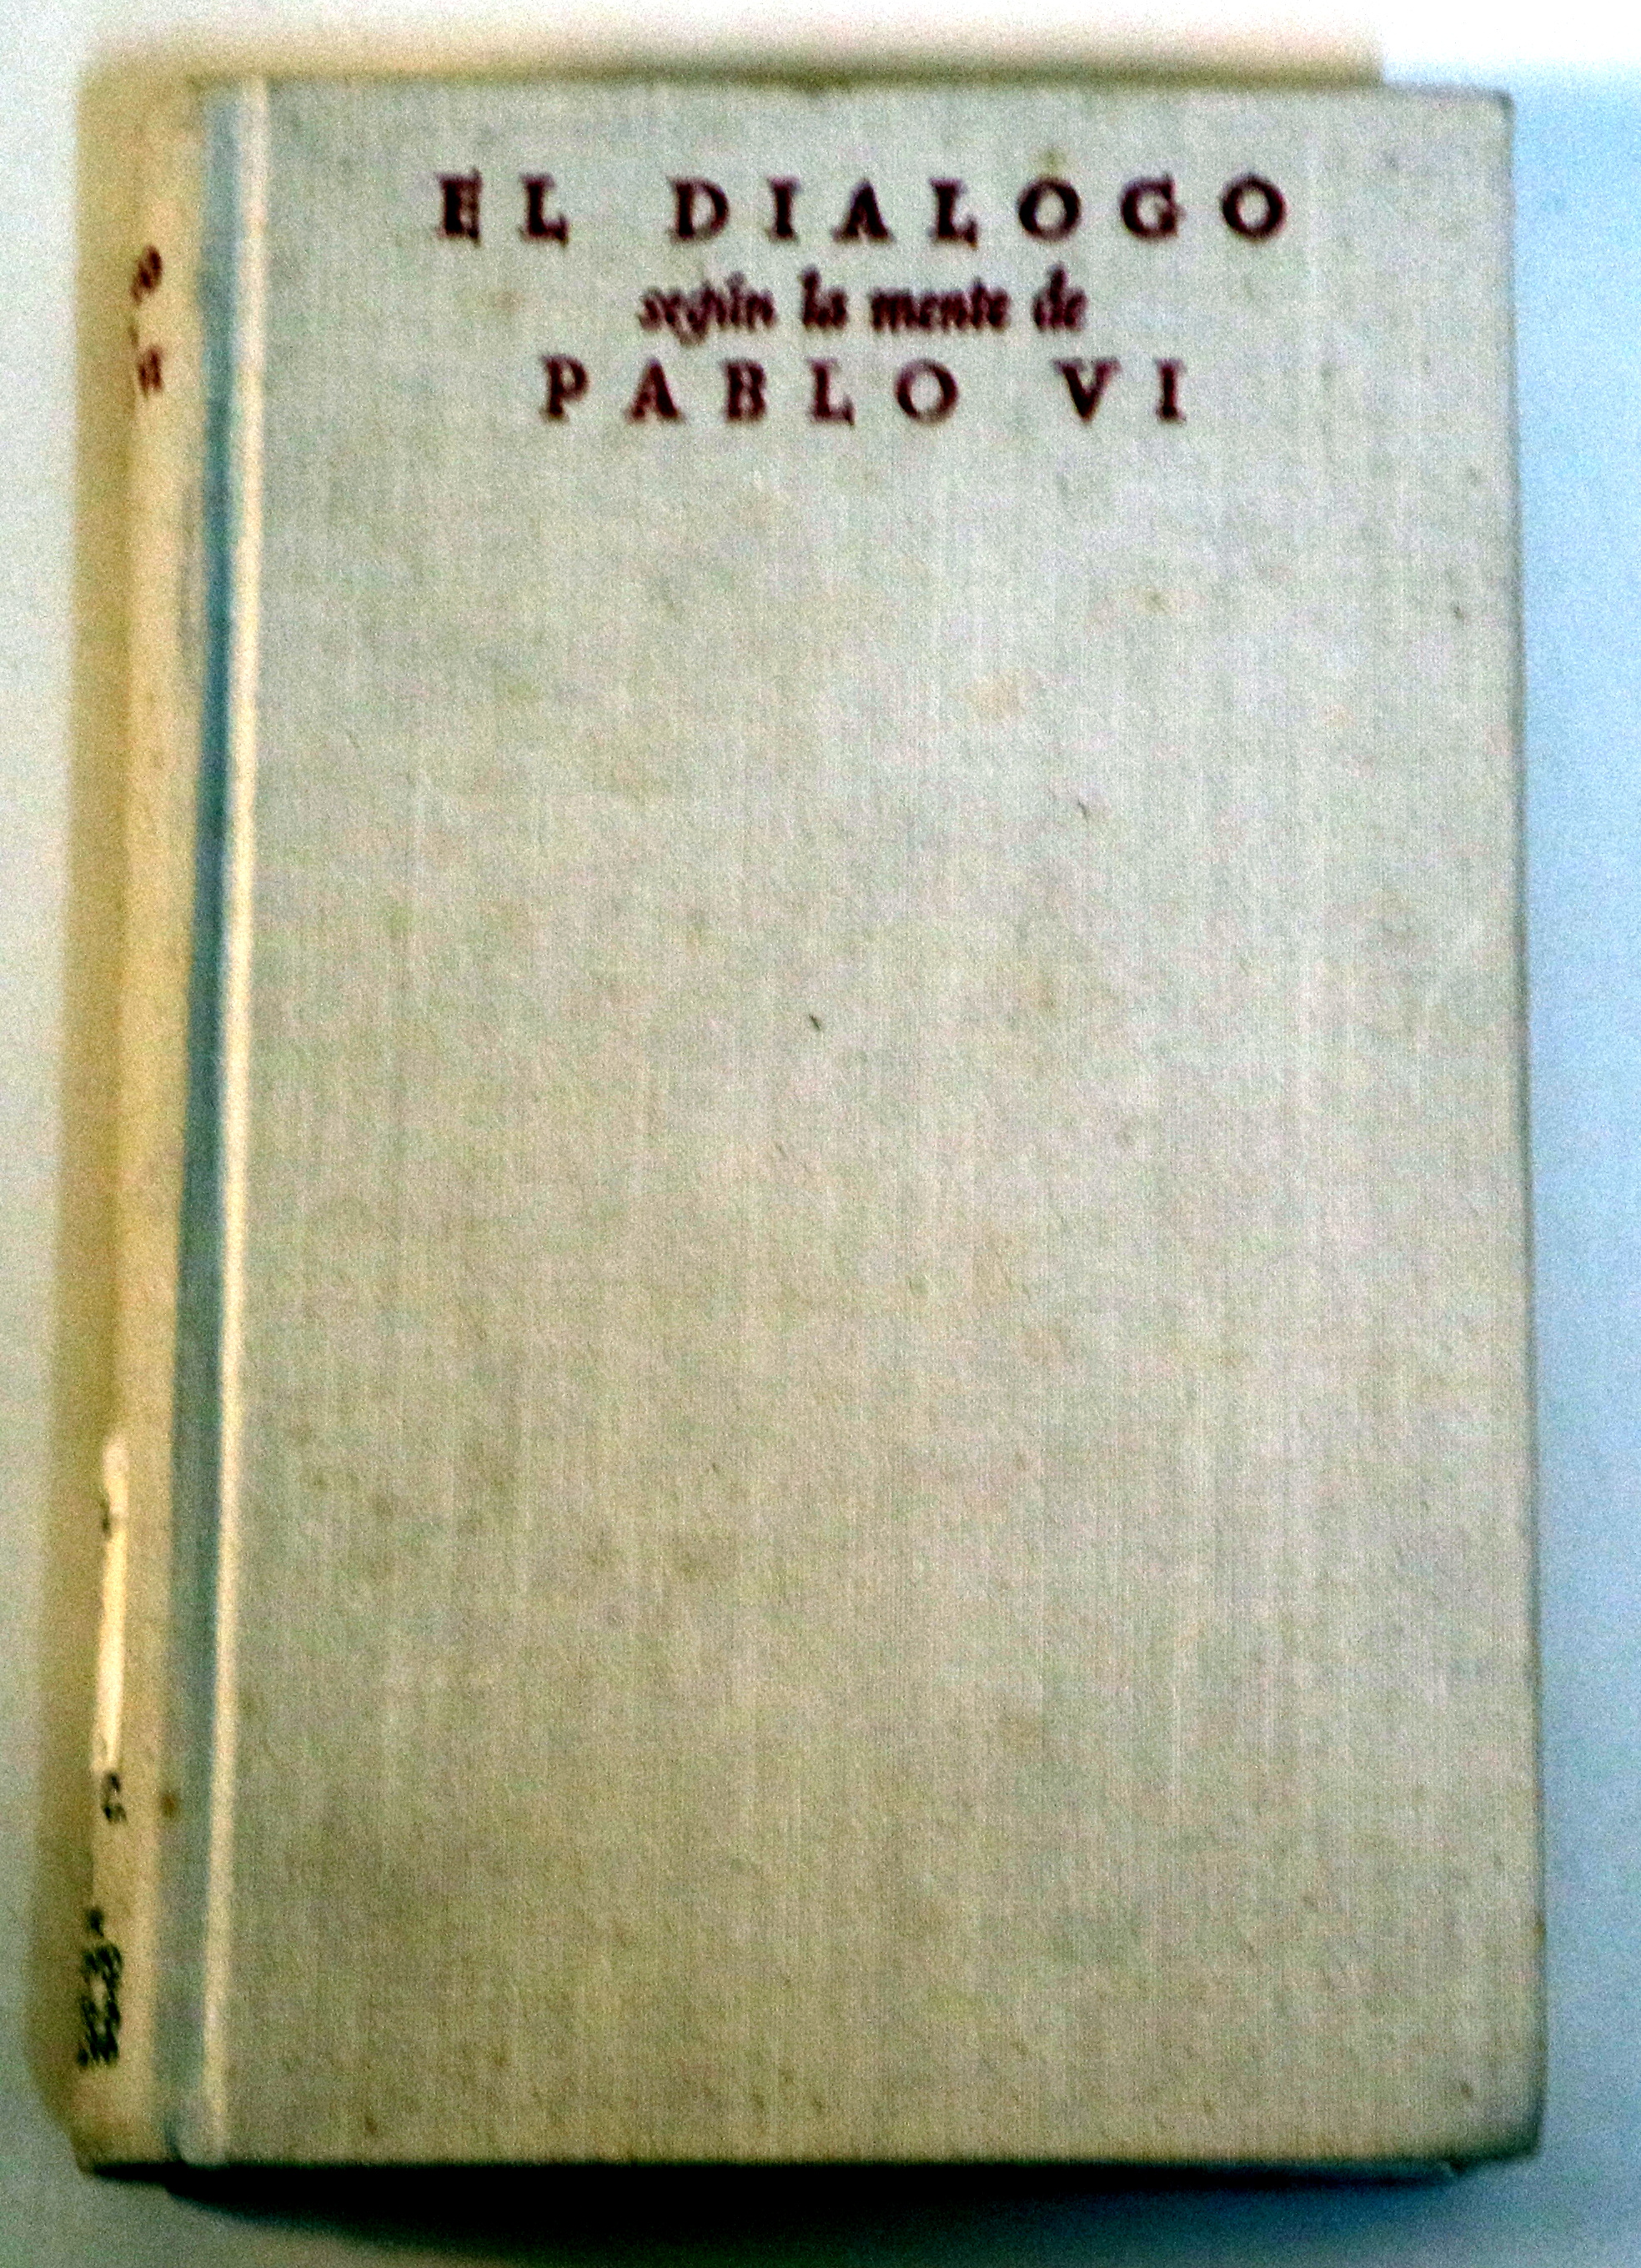 EL DIALOGO
según la mente de
PABLO VI